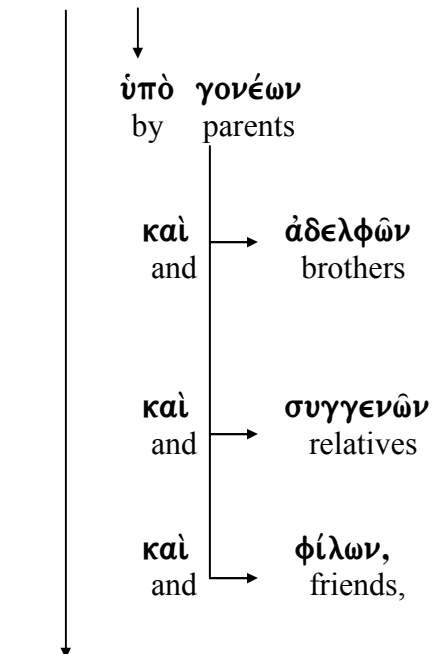 ὑπὸ γονέων
by parents
καὶ ἀδελφῶν
and brothers
καὶ συγγενῶν
and relatives
καὶ φίλων,
and friends,